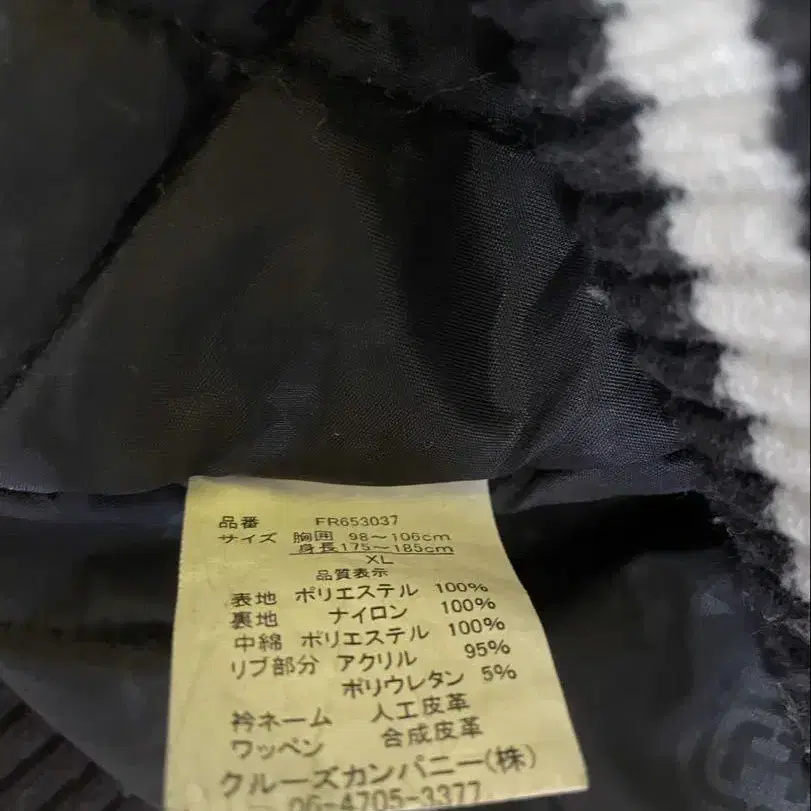 品番 FR653037
サイズ 胸囲 98～106cm
身長175～185cm
XL
品質表示
表地 ポリエステル 100%
裏地 ナイロン 100%
中綿 ポリエステル 100%
リブ部分 アクリル 95%
ポリウレタン 5%
衿ネーム 人工皮革
ワッペン 合成皮革
クルーズカンパニー(株)
06-4705-3377